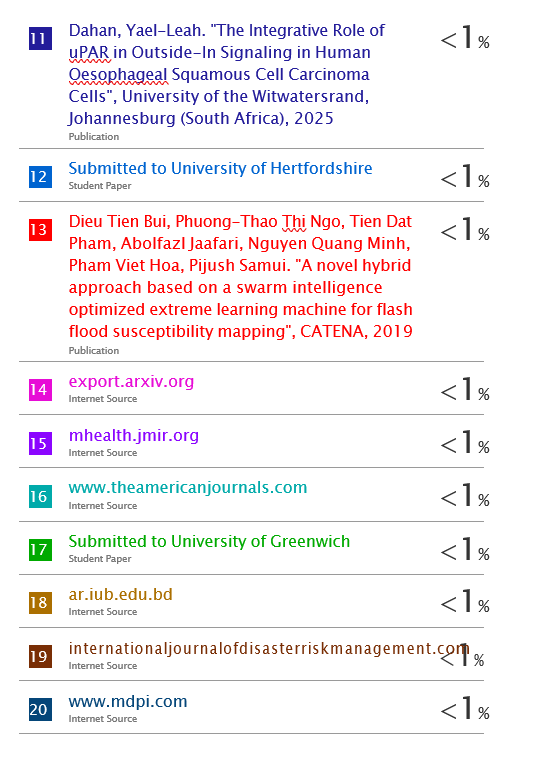 11
Dahan, Yael-Leah. "The Integrative Role of
uPAR in Outside-In Signaling in Human
Oesophageal Squamous Cell Carcinoma
Cells", University of the Witwatersrand,
Johannesburg (South Africa), 2025
Publication
<1%
12
Submitted to University of Hertfordshire
Student Paper
<1%
13
Dieu Tien Bui, Phuong-Thao Thi Ngo, Tien Dat
Pham, Abolfazl Jaafari, Nguyen Quang Minh,
Pham Viet Hoa, Pijush Samui. "A novel hybrid
approach based on a swarm intelligence
optimized extreme learning machine for flash
flood susceptibility mapping", CATENA, 2019
Publication
<1%
14
export.arxiv.org
Internet Source
<1%
15
mhealth.jmir.org
Internet Source
<1%
16
www.theamericanjournals.com
Internet Source
<1%
17
Submitted to University of Greenwich
Student Paper
<1%
18
ar.iub.edu.bd
Internet Source
<1%
19
internationaljournalofdisasterriskmanagement.com
Internet Source
<1%
20
www.mdpi.com
Internet Source
<1%